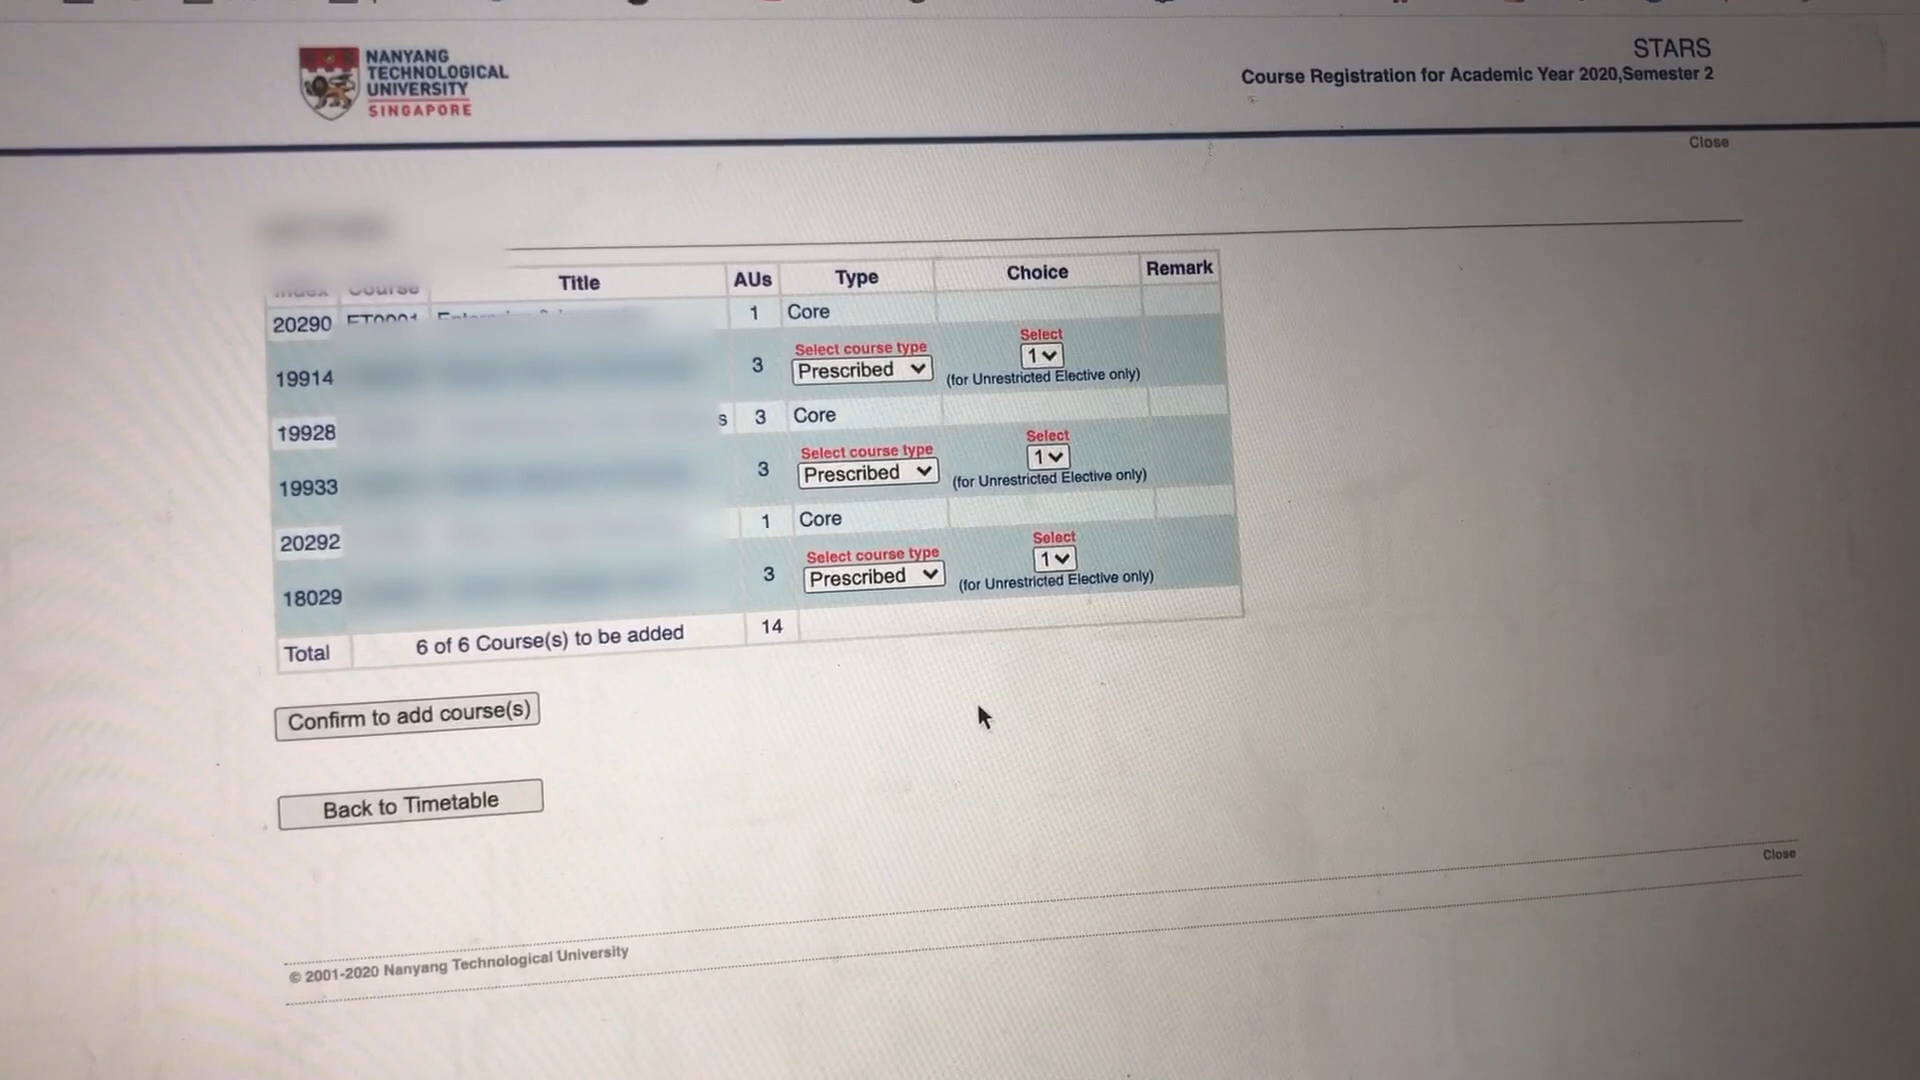 NANYANG
TECHNOLOGICAL
UNIVERSITY
SINGAPORE
STARS
Course Registration for Academic Year 2020,Semester 2
Close
Index Course Title AUs Type Choice Remark
20290 ET0001 1 Core
19914 3 Select course type Prescribed Select 1 (for Unrestricted Elective only)
19928 s 3 Core
19933 3 Select course type Prescribed Select 1 (for Unrestricted Elective only)
20292 1 Core
18029 3 Select course type Prescribed Select 1 (for Unrestricted Elective only)
Total 6 of 6 Course(s) to be added 14
Confirm to add course(s)
Back to Timetable
Close
© 2001-2020 Nanyang Technological University